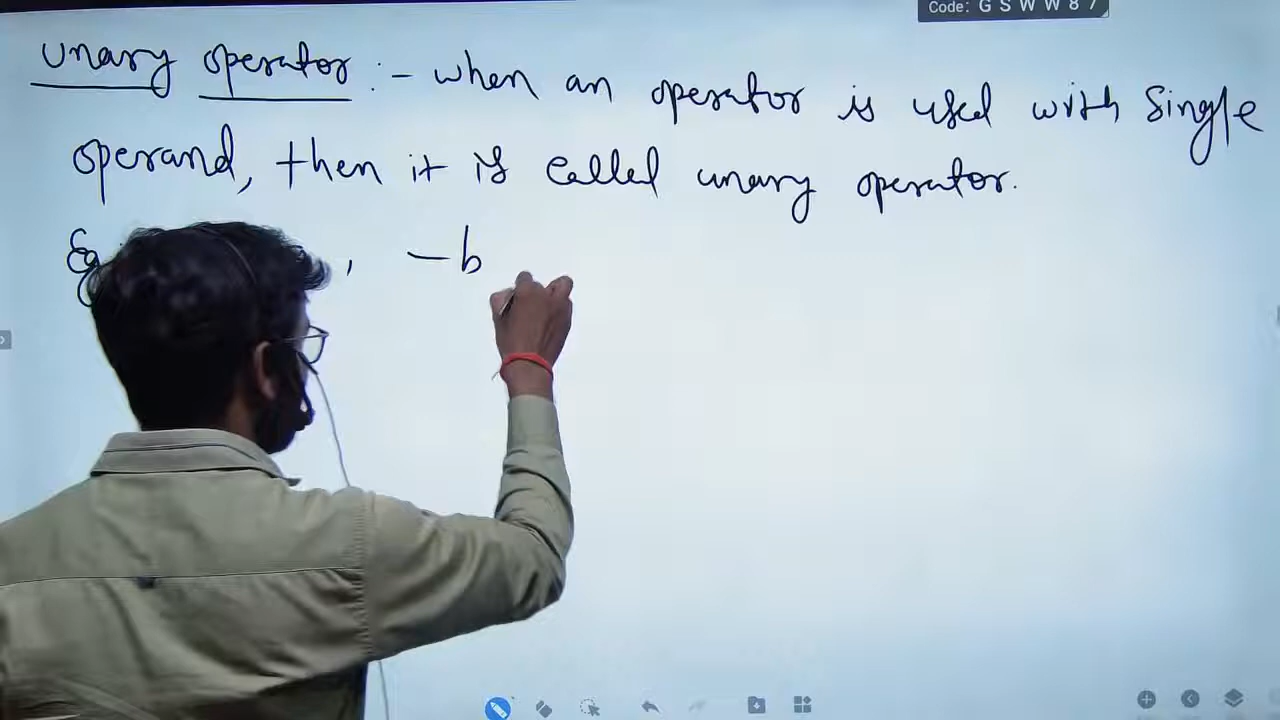 Code: G S W W 8 7
Unary operator :- when an operator is used with Single
operand, then it is called unary operator.
Eg , -b